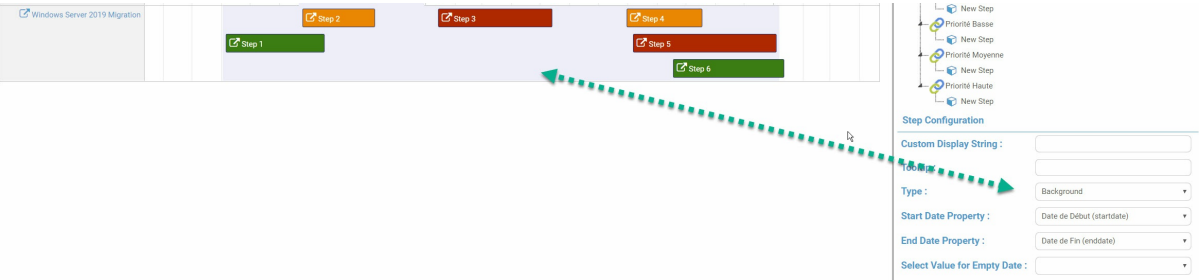 Windows Server 2019 Migration
Step 2
Step 3
Step 4
Step 1
Step 5
Step 6
New Step
Priorité Basse
New Step
Priorité Moyenne
New Step
Priorité Haute
New Step
Step Configuration
Custom Display String :
Tooltip :
Type :
Background
Start Date Property :
Date de Début (startdate)
End Date Property :
Date de Fin (enddate)
Select Value for Empty Date :